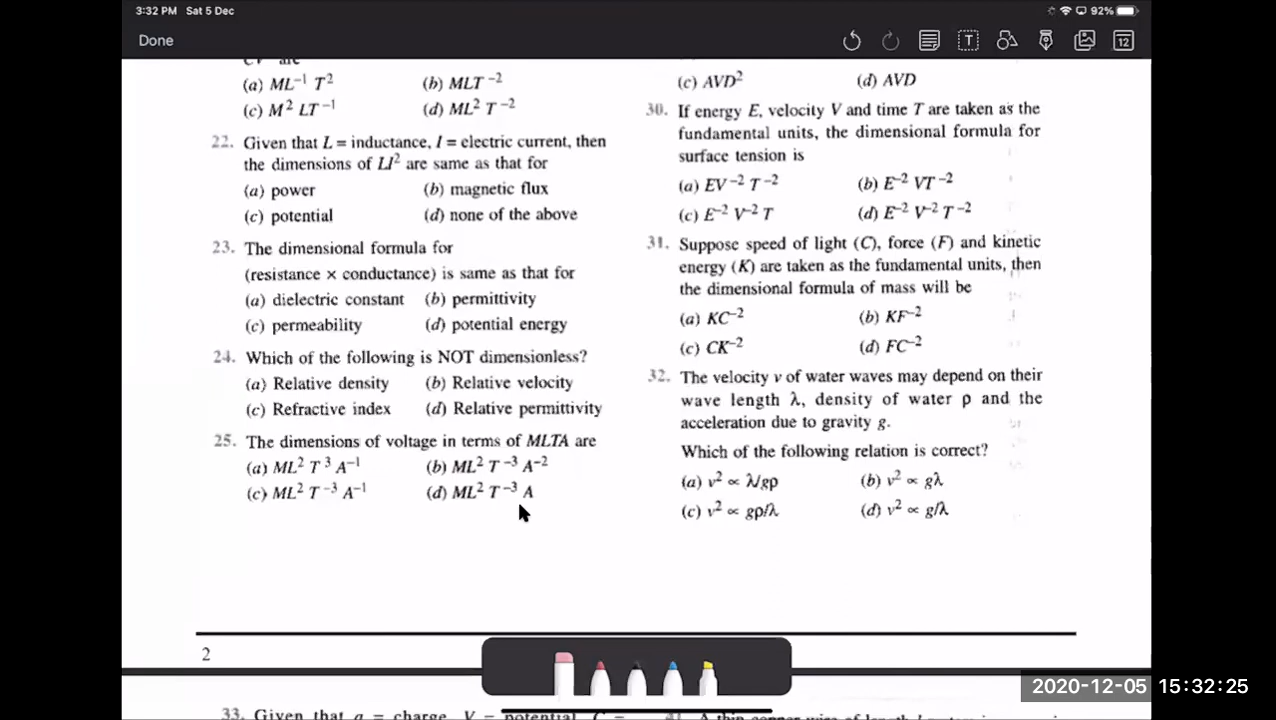 3:32 PM Sat 5 Dec
92%
Done
12
CV are
(a) ML⁻¹ T² (b) MLT⁻²
(c) M² LT⁻¹ (d) ML² T⁻²
22. Given that L = inductance, I = electric current, then
the dimensions of LI² are same as that for
(a) power (b) magnetic flux
(c) potential (d) none of the above
23. The dimensional formula for
(resistance × conductance) is same as that for
(a) dielectric constant (b) permittivity
(c) permeability (d) potential energy
24. Which of the following is NOT dimensionless?
(a) Relative density (b) Relative velocity
(c) Refractive index (d) Relative permittivity
25. The dimensions of voltage in terms of MLTA are
(a) ML² T³ A⁻¹ (b) ML² T⁻³ A⁻²
(c) ML² T⁻³ A⁻¹ (d) ML² T⁻³ A
2
33. Given that q = charge, V = potential,
(c) AVD² (d) AVD
30. If energy E, velocity V and time T are taken as the
fundamental units, the dimensional formula for
surface tension is
(a) EV⁻² T⁻² (b) E⁻² VT⁻²
(c) E⁻² V⁻² T (d) E⁻² V⁻² T⁻²
31. Suppose speed of light (C), force (F) and kinetic
energy (K) are taken as the fundamental units, then
the dimensional formula of mass will be
(a) KC⁻² (b) KF⁻²
(c) CK⁻² (d) FC⁻²
32. The velocity v of water waves may depend on their
wave length λ, density of water ρ and the
acceleration due to gravity g.
Which of the following relation is correct?
(a) v² ∝ λ/gρ (b) v² ∝ gλ
(c) v² ∝ gρ/λ (d) v² ∝ g/λ
2020-12-05 15:32:25